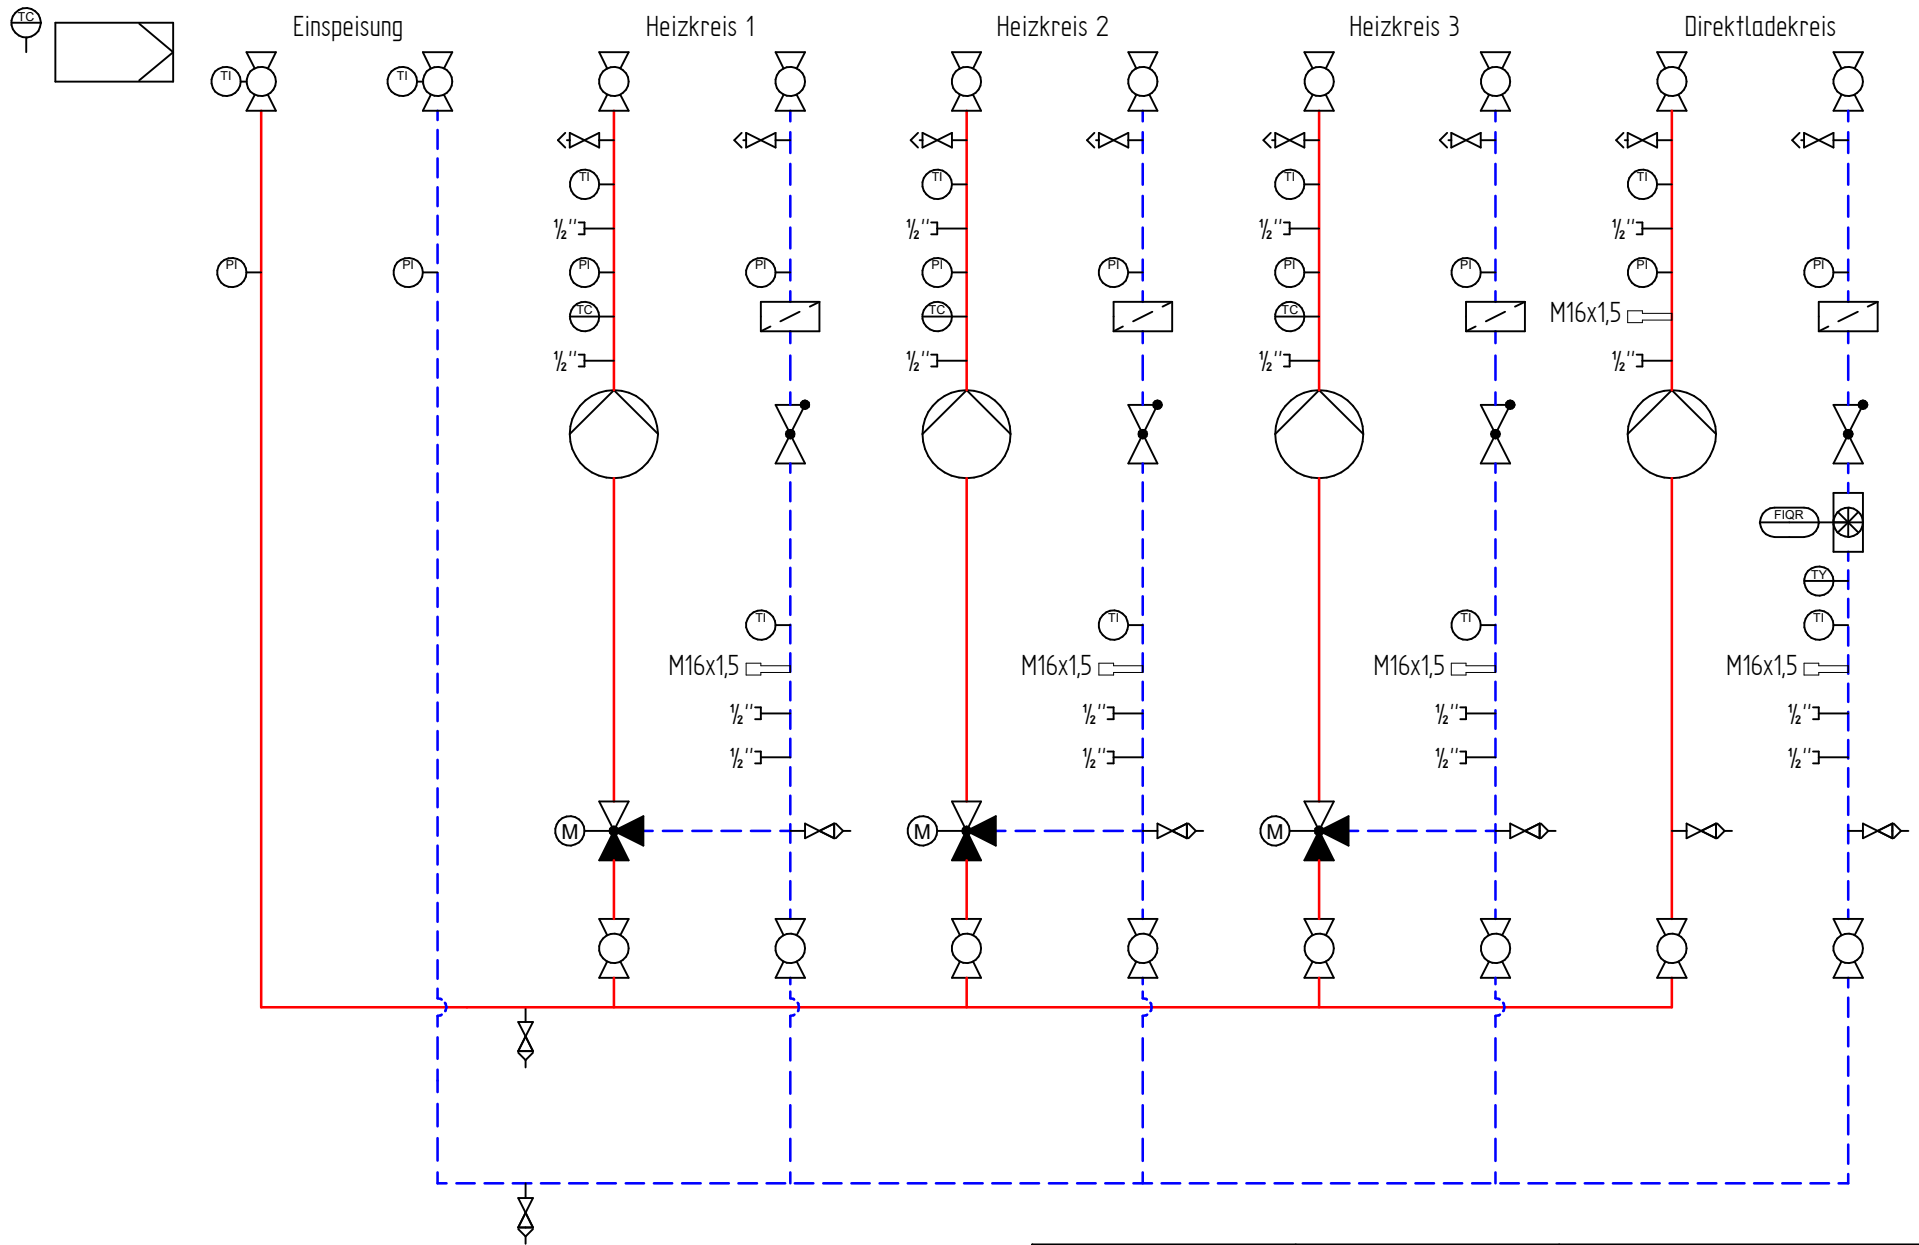 TC
Einspeisung Heizkreis 1 Heizkreis 2 Heizkreis 3 Direktladekreis
TI TI
TI TI TI TI
½'' ½'' ½'' ½''
PI PI PI PI PI PI PI PI PI PI
TC TC TC M16x1,5
½'' ½'' ½'' ½''
FIQR
TY
TI TI TI TI
M16x1,5 M16x1,5 M16x1,5 M16x1,5
½'' ½'' ½'' ½''
½'' ½'' ½'' ½''
M M M